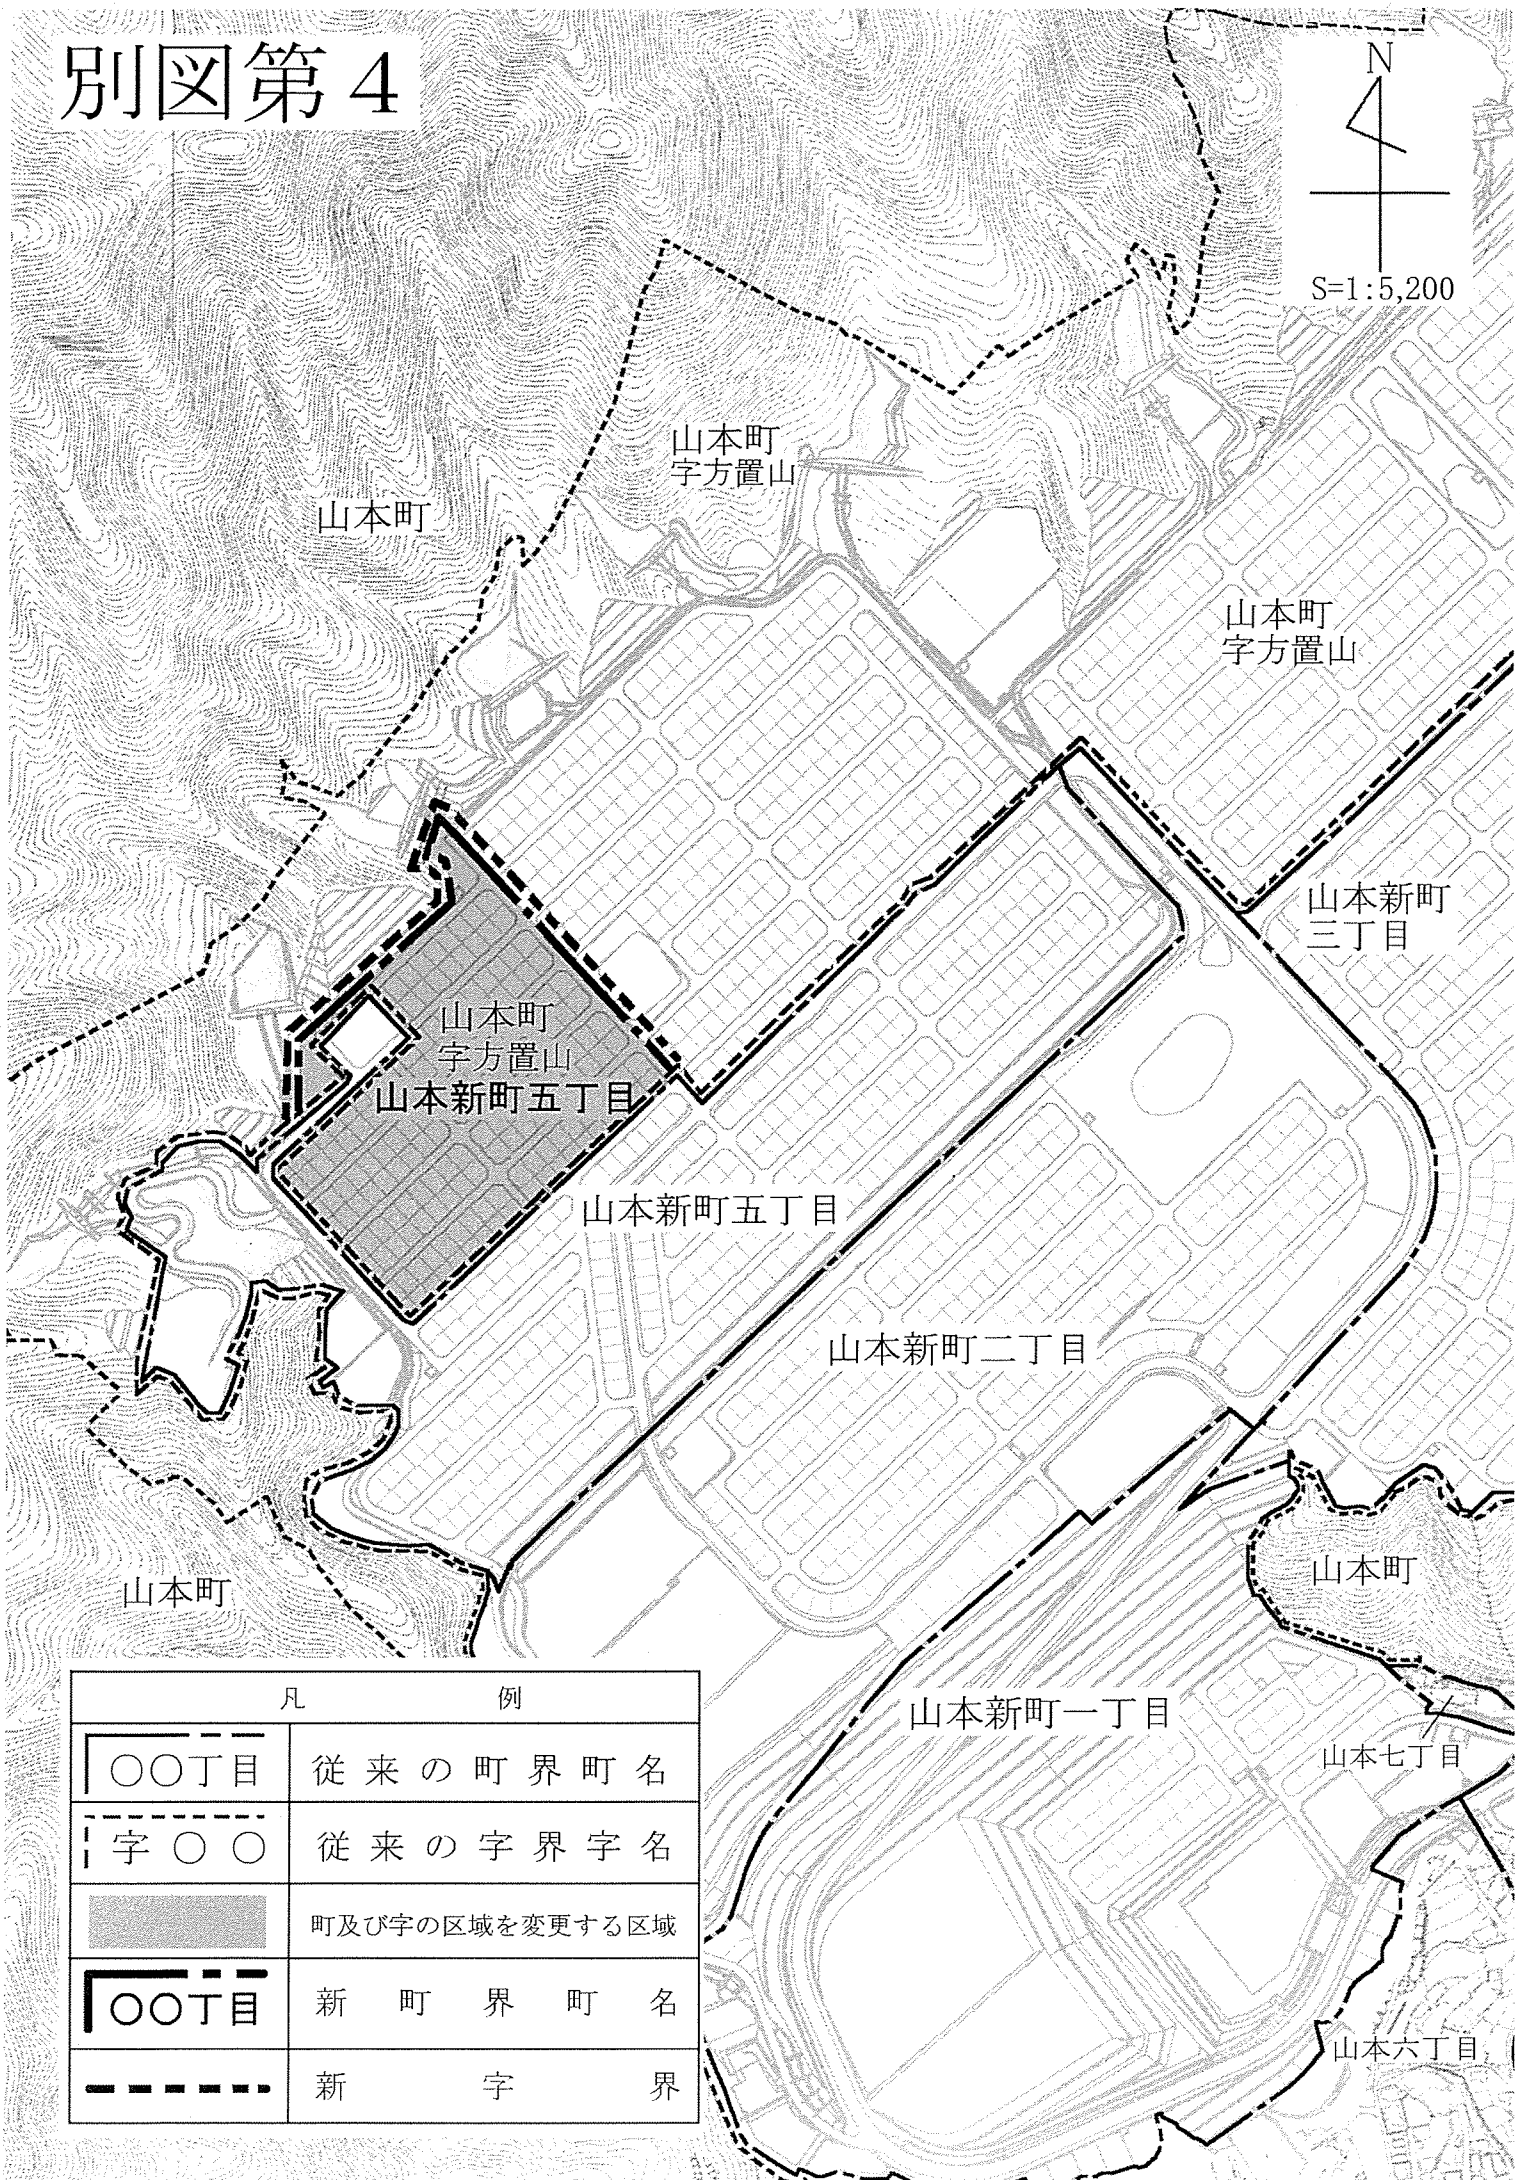 別図第4
N
S=1:5,200
山本町
字方置山
山本町
山本町
字方置山
山本新町
三丁目
山本町
字方置山
山本新町五丁目
山本新町五丁目
山本新町二丁目
山本町
山本町
山本新町一丁目
山本七丁目
山本六丁目
凡例
〇〇丁目 従来の町界町名
字〇〇 従来の字界字名
町及び字の区域を変更する区域
〇〇丁目 新町界町名
新字界